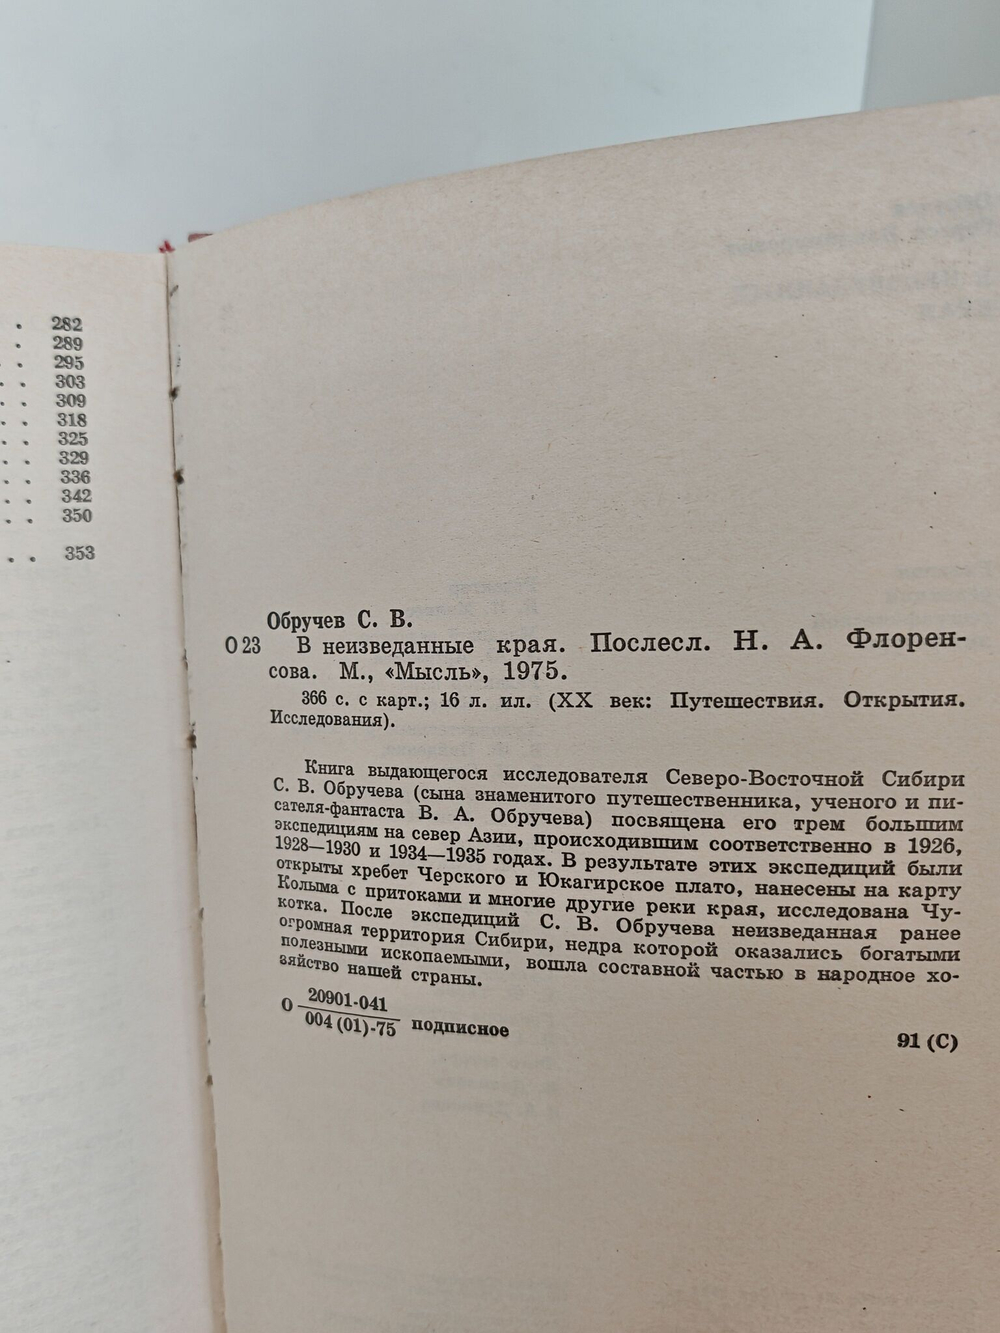 . 282
. 289
. . 295
. . 303
. . 309
. . 318
. . 325
. . 329
. . 336
. . 342
. . 350
. . 353
Обручев С. В.
О 23 В неизведанные края. Послесл. Н. А. Флорен-
сова. М., «Мысль», 1975.
366 с. с карт.; 16 л. ил. (XX век: Путешествия. Открытия.
Исследования).
Книга выдающегося исследователя Северо-Восточной Сибири
С. В. Обручева (сына знаменитого путешественника, ученого и пи-
сателя-фантаста В. А. Обручева) посвящена его трем большим
экспедициям на север Азии, происходившим соответственно в 1926,
1928—1930 и 1934—1935 годах. В результате этих экспедиций были
открыты хребет Черского и Юкагирское плато, нанесены на карту
Колыма с притоками и многие другие реки края, исследована Чу-
котка. После экспедиций С. В. Обручева неизведанная ранее
огромная территория Сибири, недра которой оказались богатыми
полезными ископаемыми, вошла составной частью в народное хо-
зяйство нашей страны.
О 20901-041
004 (01)-75 подписное
91 (С)